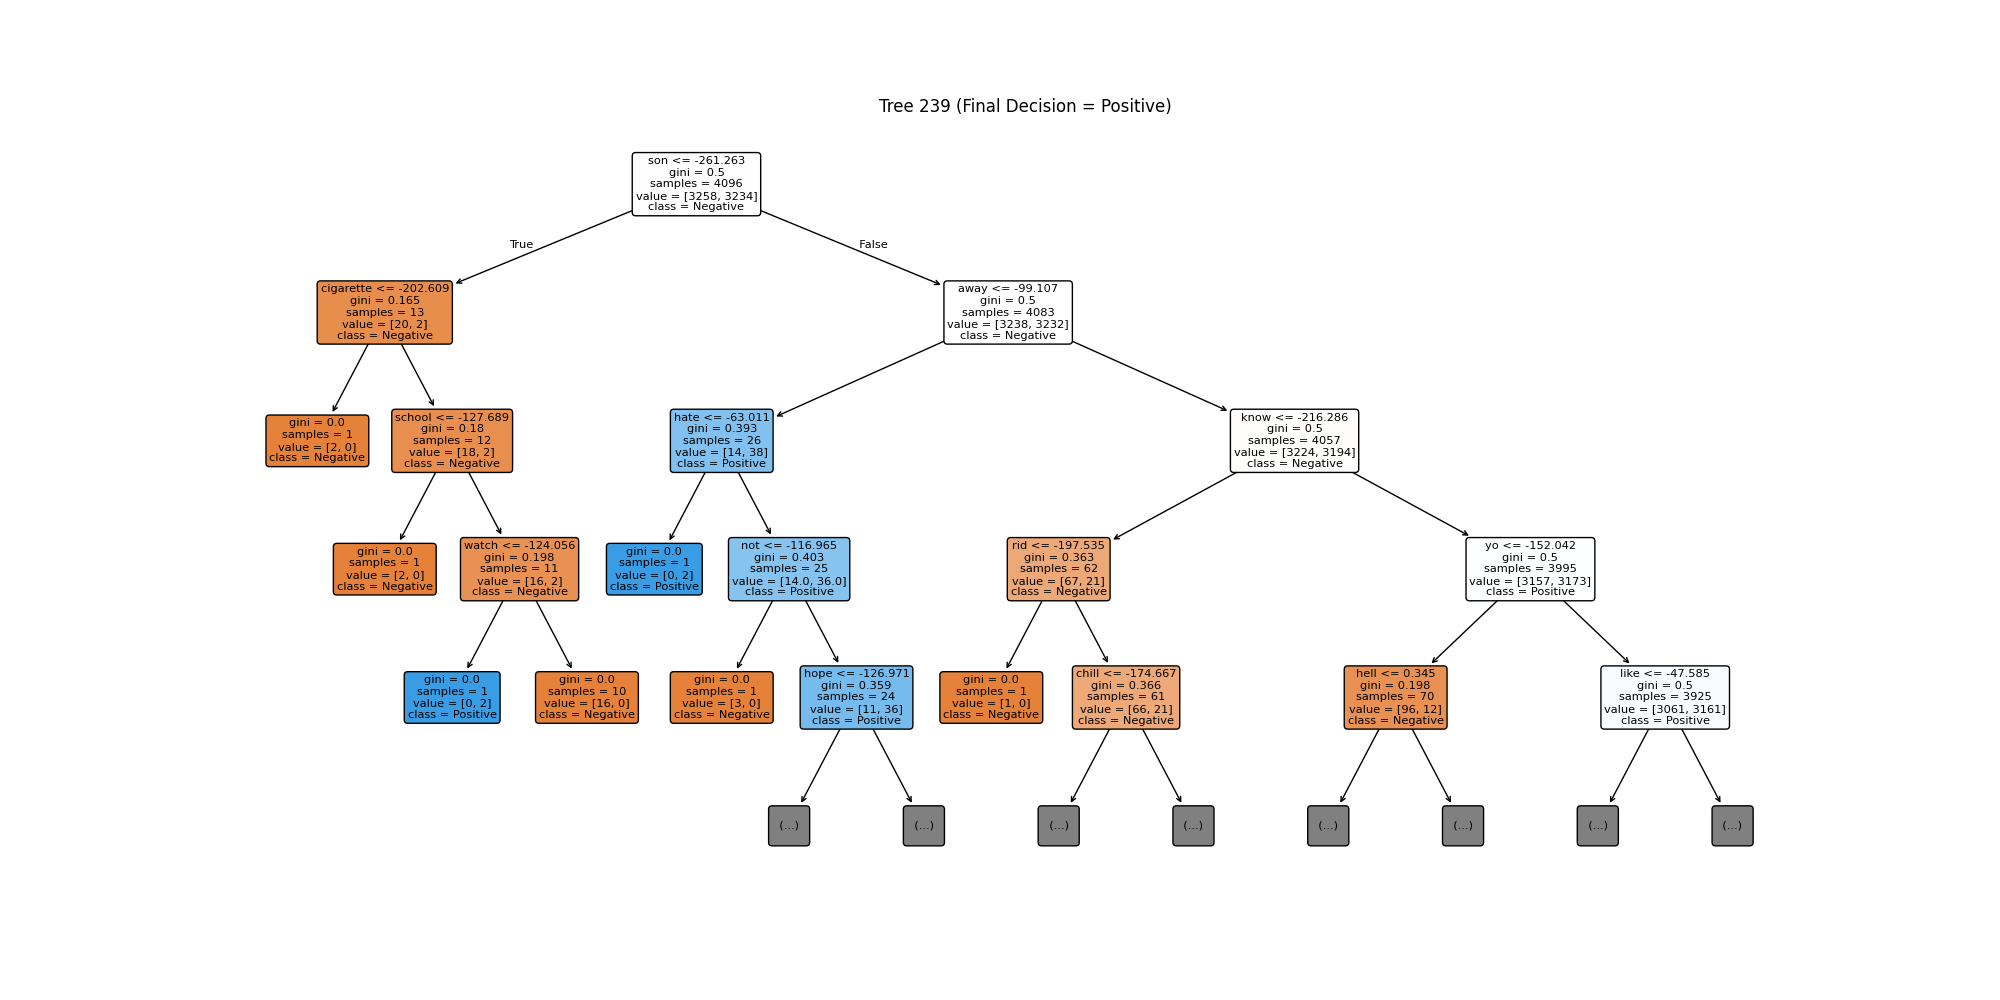 Tree 239 (Final Decision = Positive)
son <= -261.263
gini = 0.5
samples = 4096
value = [3258, 3234]
class = Negative
True
False
cigarette <= -202.609
gini = 0.165
samples = 13
value = [20, 2]
class = Negative
away <= -99.107
gini = 0.5
samples = 4083
value = [3238, 3232]
class = Negative
gini = 0.0
samples = 1
value = [2, 0]
class = Negative
school <= -127.689
gini = 0.18
samples = 12
value = [18, 2]
class = Negative
hate <= -63.011
gini = 0.393
samples = 26
value = [14, 38]
class = Positive
know <= -216.286
gini = 0.5
samples = 4057
value = [3224, 3194]
class = Negative
gini = 0.0
samples = 1
value = [2, 0]
class = Negative
watch <= -124.056
gini = 0.198
samples = 11
value = [16, 2]
class = Negative
gini = 0.0
samples = 1
value = [0, 2]
class = Positive
not <= -116.965
gini = 0.403
samples = 25
value = [14.0, 36.0]
class = Positive
rid <= -197.535
gini = 0.363
samples = 62
value = [67, 21]
class = Negative
yo <= -152.042
gini = 0.5
samples = 3995
value = [3157, 3173]
class = Positive
gini = 0.0
samples = 1
value = [0, 2]
class = Positive
gini = 0.0
samples = 10
value = [16, 0]
class = Negative
gini = 0.0
samples = 1
value = [3, 0]
class = Negative
hope <= -126.971
gini = 0.359
samples = 24
value = [11, 36]
class = Positive
gini = 0.0
samples = 1
value = [1, 0]
class = Negative
chill <= -174.667
gini = 0.366
samples = 61
value = [66, 21]
class = Negative
hell <= 0.345
gini = 0.198
samples = 70
value = [96, 12]
class = Negative
like <= -47.585
gini = 0.5
samples = 3925
value = [3061, 3161]
class = Positive
(...)
(...)
(...)
(...)
(...)
(...)
(...)
(...)